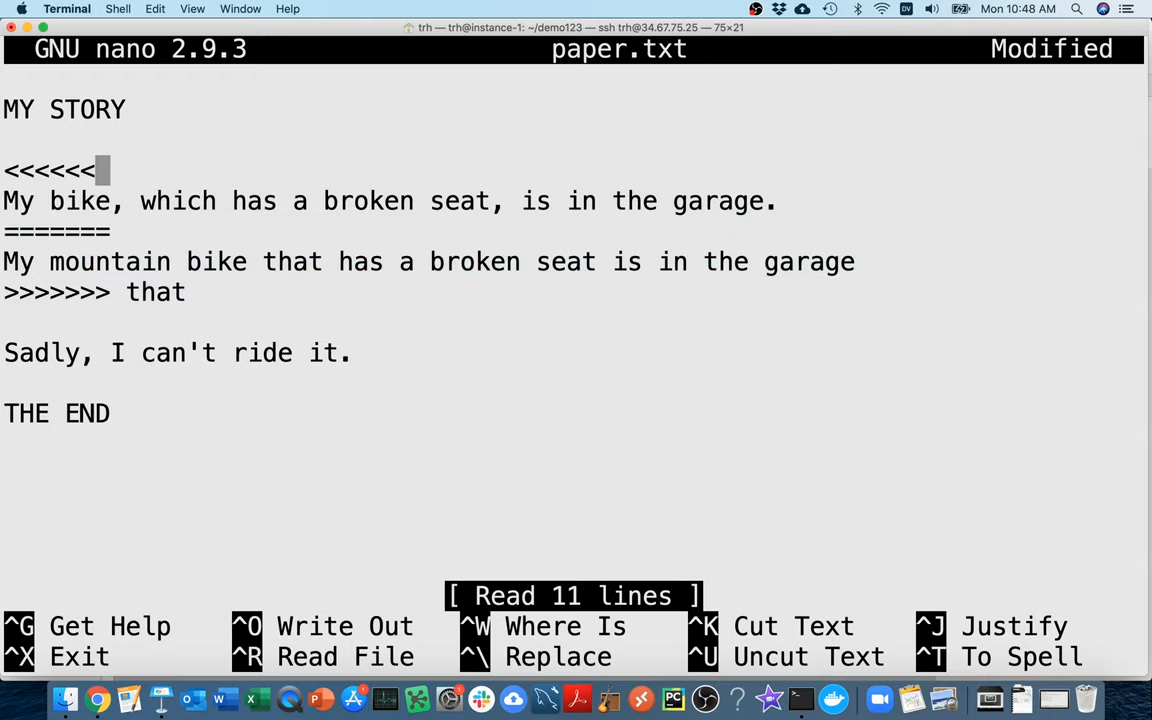 Terminal Shell Edit View Window Help Mon 10:48 AM
trh — trh@instance-1: ~/demo123 — ssh trh@34.67.75.25 — 75×21
GNU nano 2.9.3 paper.txt Modified
MY STORY
<<<<<<
My bike, which has a broken seat, is in the garage.
=======
My mountain bike that has a broken seat is in the garage
>>>>>>> that
Sadly, I can't ride it.
THE END
[ Read 11 lines ]
^G Get Help ^O Write Out ^W Where Is ^K Cut Text ^J Justify
^X Exit ^R Read File ^\ Replace ^U Uncut Text ^T To Spell